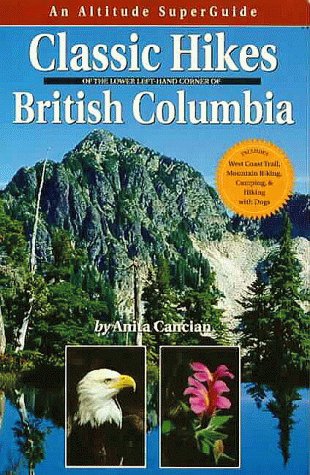 An Altitude SuperGuide
Classic Hikes
OF THE LOWER LEFT-HAND CORNER OF
British Columbia
INCLUDES
West Coast Trail,
Mountain Biking,
Camping, &
Hiking
with Dogs
by Anita Cancian